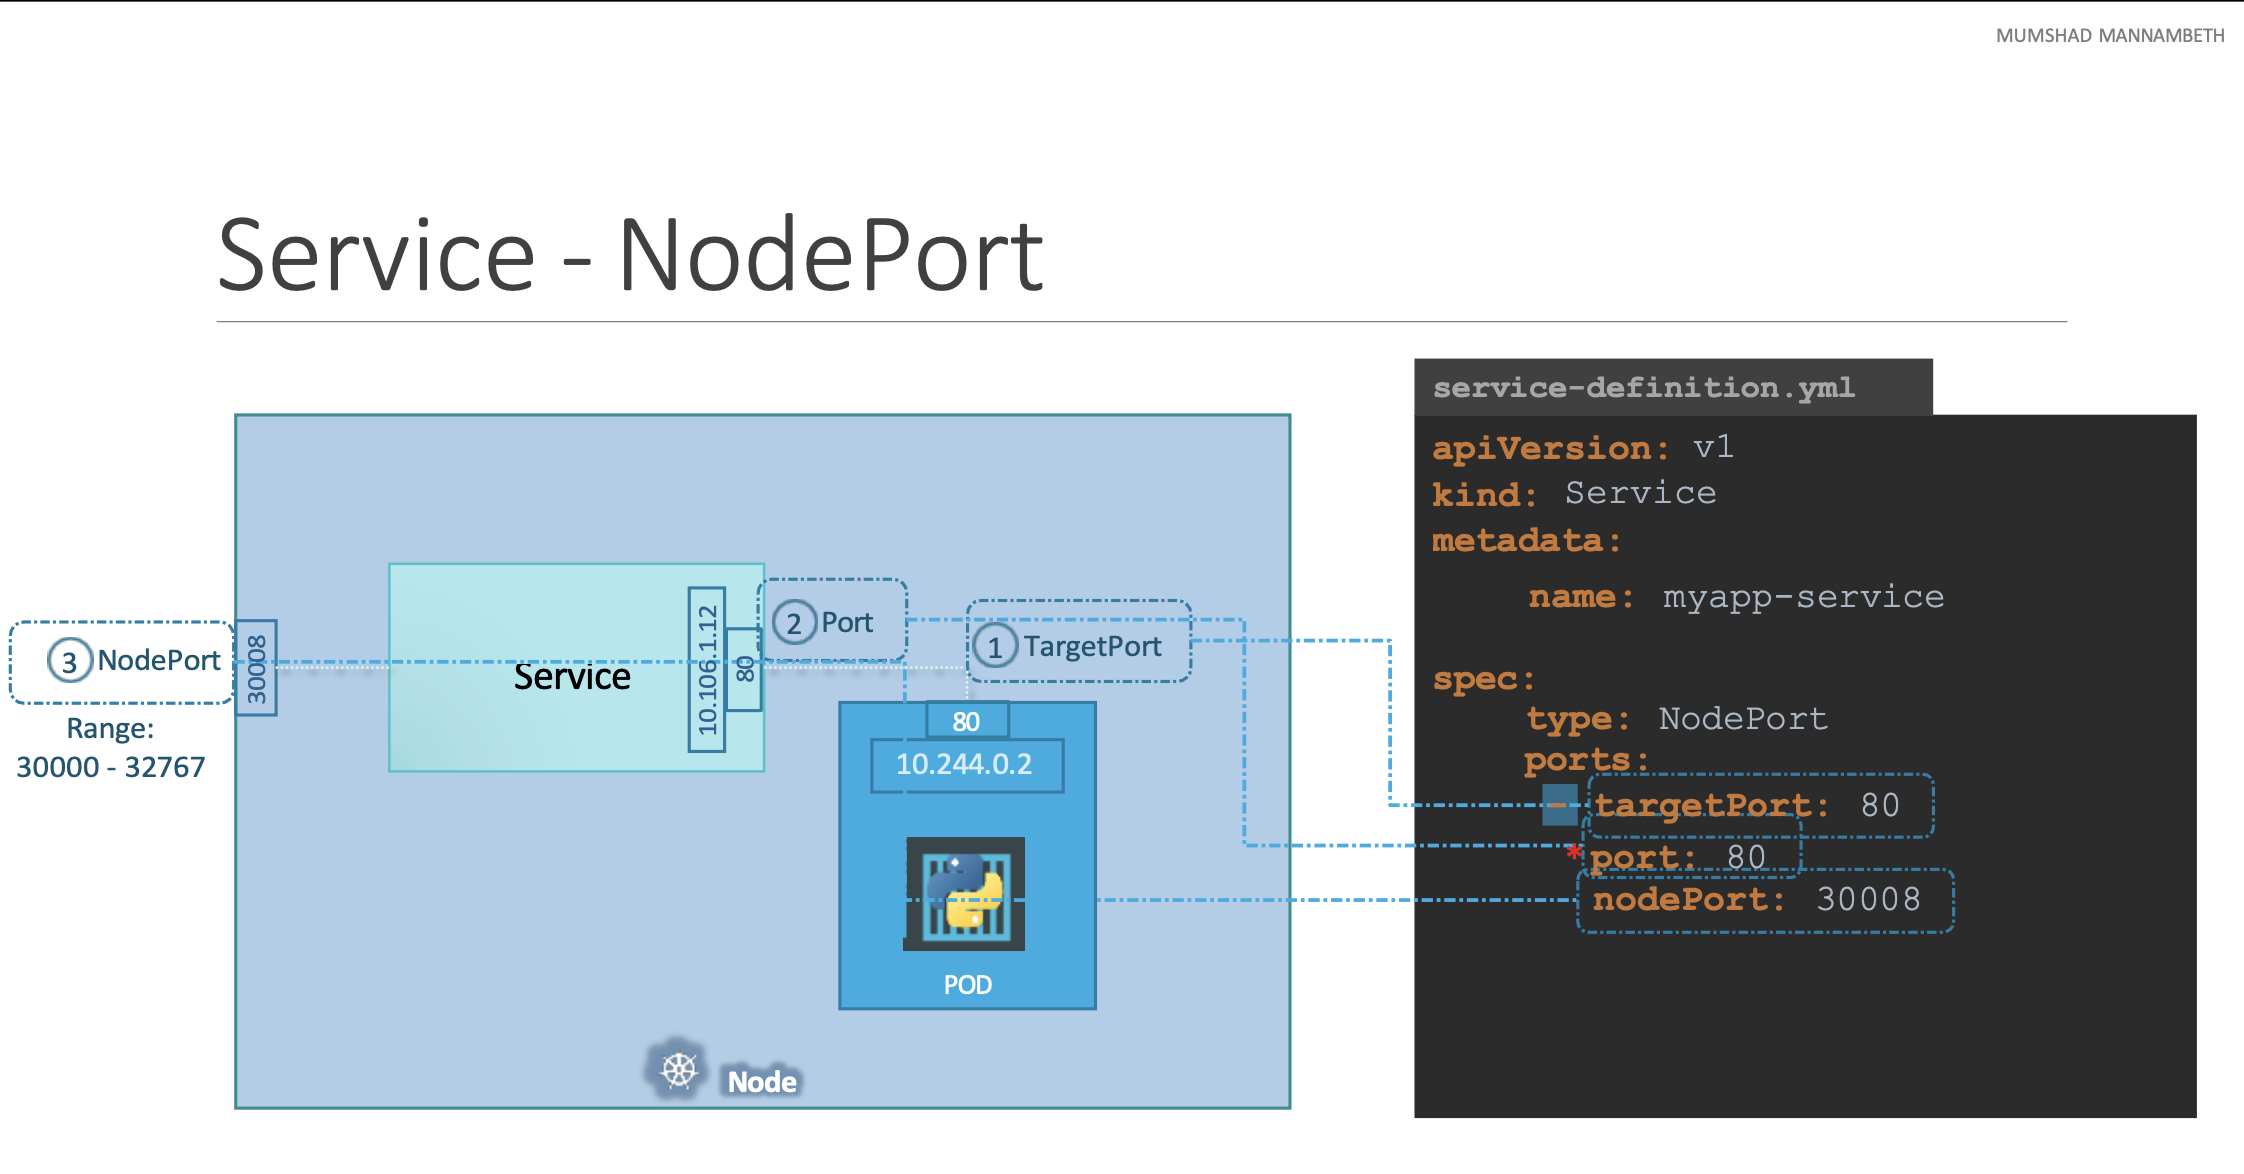 MUMSHAD MANNAMBETH
Service - NodePort
3 NodePort
Range:
30000 - 32767
30008
Service
10.106.1.12
80
2 Port
1 TargetPort
80
10.244.0.2
POD
Node
service-definition.yml
apiVersion: v1
kind: Service
metadata:
name: myapp-service
spec:
type: NodePort
ports:
- targetPort: 80
* port: 80
nodePort: 30008